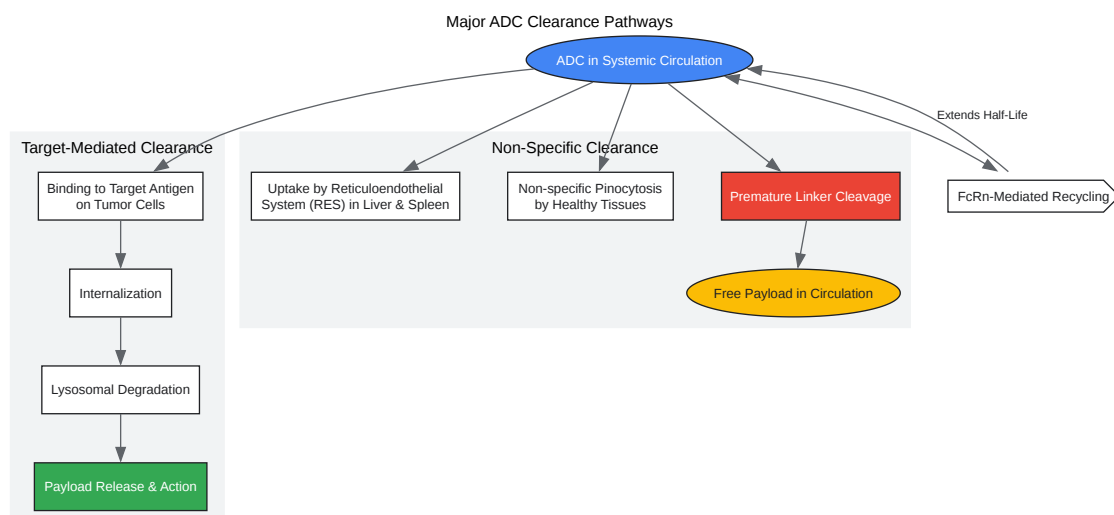 Major ADC Clearance Pathways
ADC in Systemic Circulation
Extends Half-Life
Target-Mediated Clearance
Non-Specific Clearance
Binding to Target Antigen
on Tumor Cells
Uptake by Reticuloendothelial
System (RES) in Liver & Spleen
Non-specific Pinocytosis
by Healthy Tissues
Premature Linker Cleavage
FcRn-Mediated Recycling
Internalization
Free Payload in Circulation
Lysosomal Degradation
Payload Release & Action